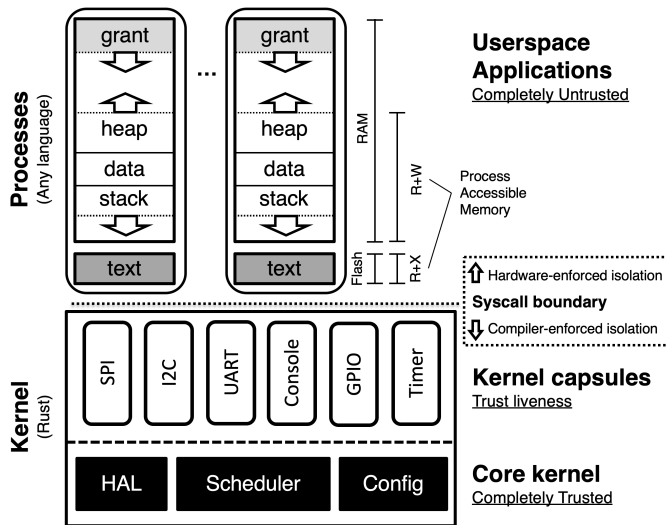 grant
heap
data
stack
text
...
grant
heap
data
stack
text
Processes
(Any language)
RAM
Flash
R+W
R+X
Process
Accessible
Memory
Userspace
Applications
Completely Untrusted
Hardware-enforced isolation
Syscall boundary
Compiler-enforced isolation
Kernel
(Rust)
SPI
I2C
UART
Console
GPIO
Timer
Kernel capsules
Trust liveness
HAL
Scheduler
Config
Core kernel
Completely Trusted